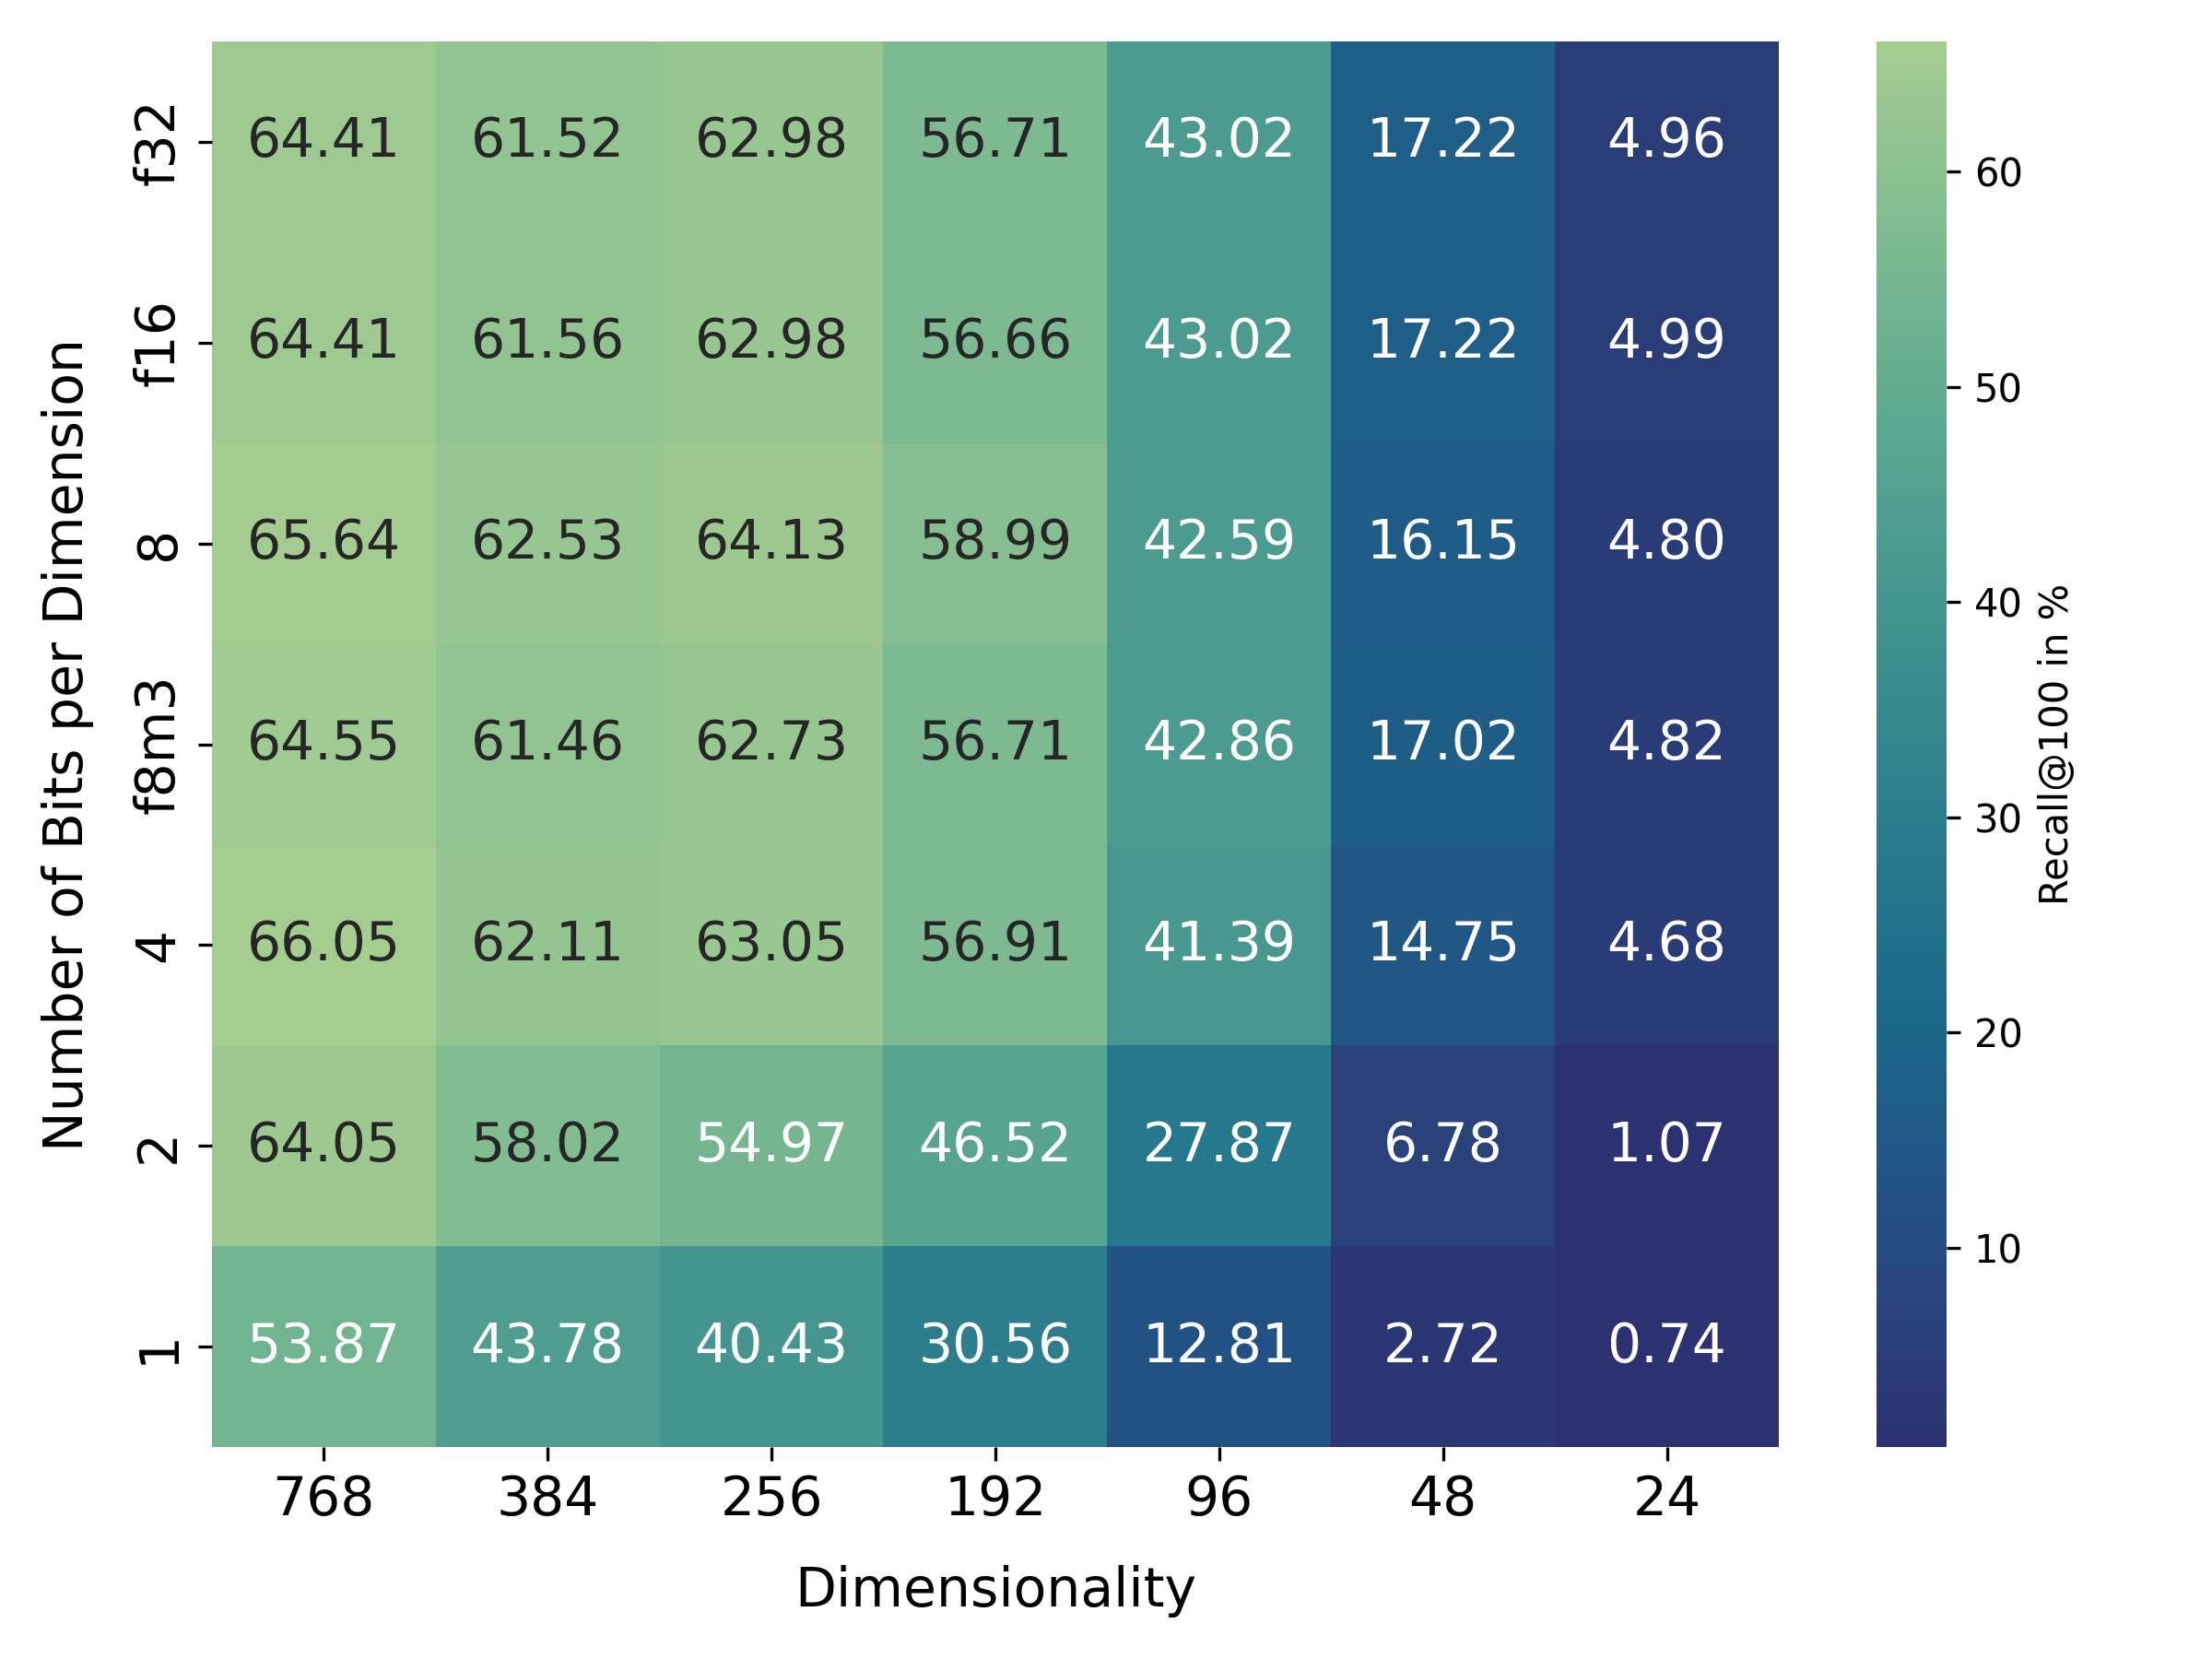 Number of Bits per Dimension
f32 64.41 61.52 62.98 56.71 43.02 17.22 4.96
f16 64.41 61.56 62.98 56.66 43.02 17.22 4.99
8 65.64 62.53 64.13 58.99 42.59 16.15 4.80
f8m3 64.55 61.46 62.73 56.71 42.86 17.02 4.82
4 66.05 62.11 63.05 56.91 41.39 14.75 4.68
2 64.05 58.02 54.97 46.52 27.87 6.78 1.07
1 53.87 43.78 40.43 30.56 12.81 2.72 0.74
768 384 256 192 96 48 24
Dimensionality
60
50
40
30
20
10
Recall@100 in %